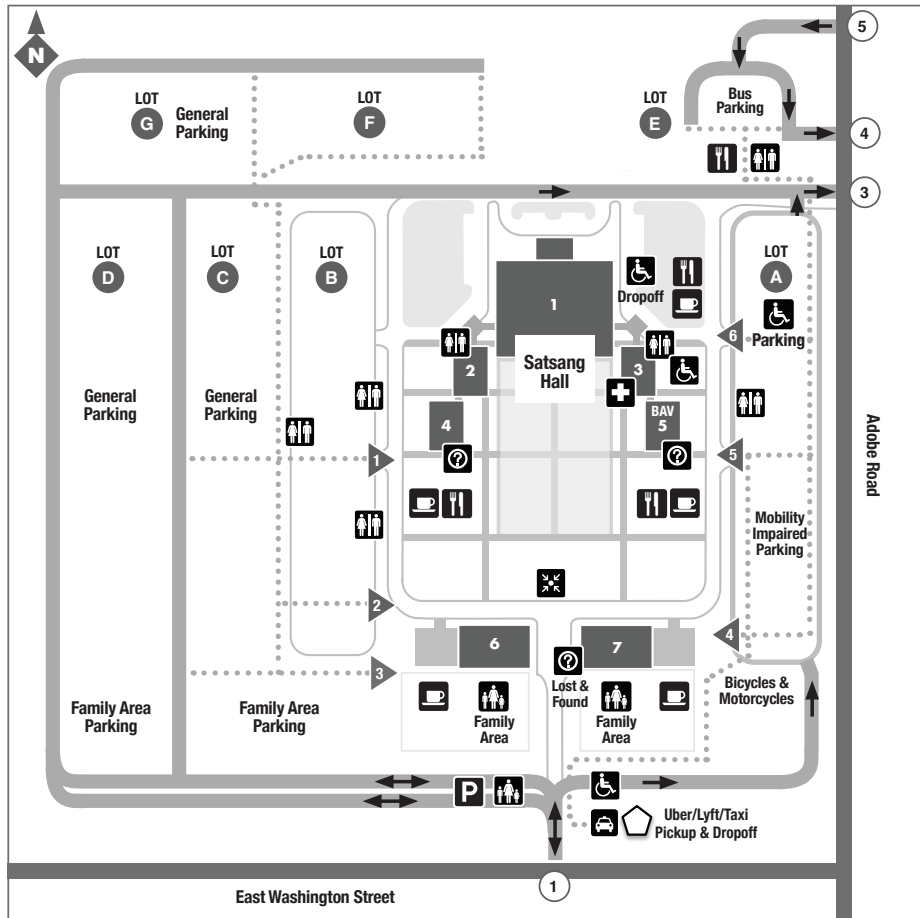 N
5
LOT
G
General
Parking
LOT
F
LOT
E
Bus
Parking
4
3
LOT
D
LOT
C
LOT
B
1
Dropoff
LOT
A
Parking
6
2
Satsang
Hall
3
General
Parking
General
Parking
4
BAV
5
1
5
Adobe Road
Mobility
Impaired
Parking
2
6
7
4
3
Lost &
Found
Bicycles &
Motorcycles
Family Area
Parking
Family Area
Parking
Family
Area
Family
Area
P
Uber/Lyft/Taxi
Pickup & Dropoff
1
East Washington Street